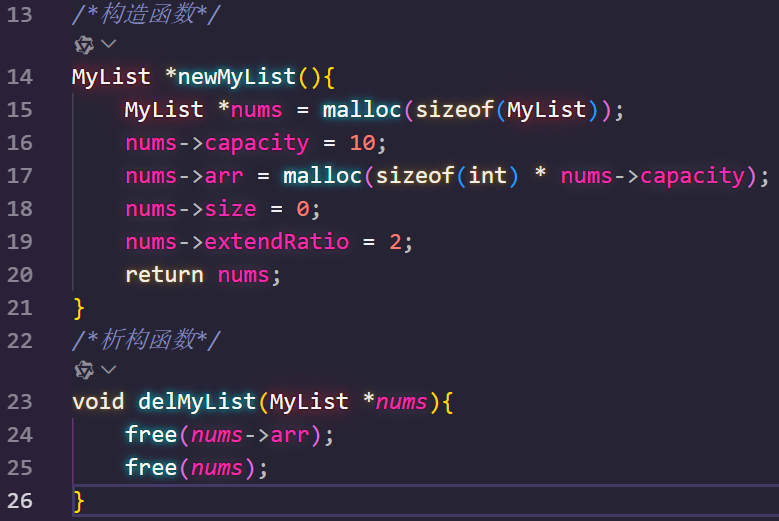 13 /*构造函数*/
14 MyList *newMyList(){
15     MyList *nums = malloc(sizeof(MyList));
16     nums->capacity = 10;
17     nums->arr = malloc(sizeof(int) * nums->capacity);
18     nums->size = 0;
19     nums->extendRatio = 2;
20     return nums;
21 }
22 /*析构函数*/
23 void delMyList(MyList *nums){
24     free(nums->arr);
25     free(nums);
26 }